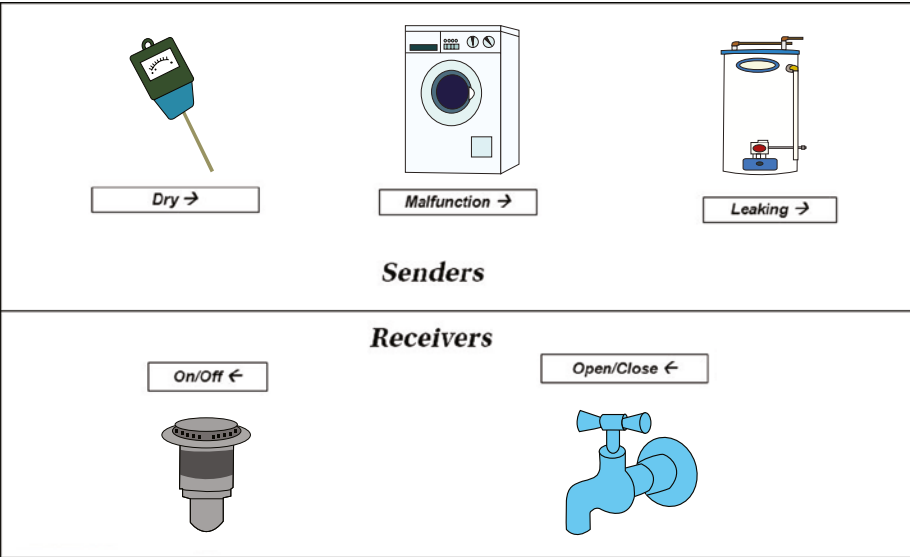 Dry →
Malfunction →
Leaking →
Senders
Receivers
On/Off ←
Open/Close ←